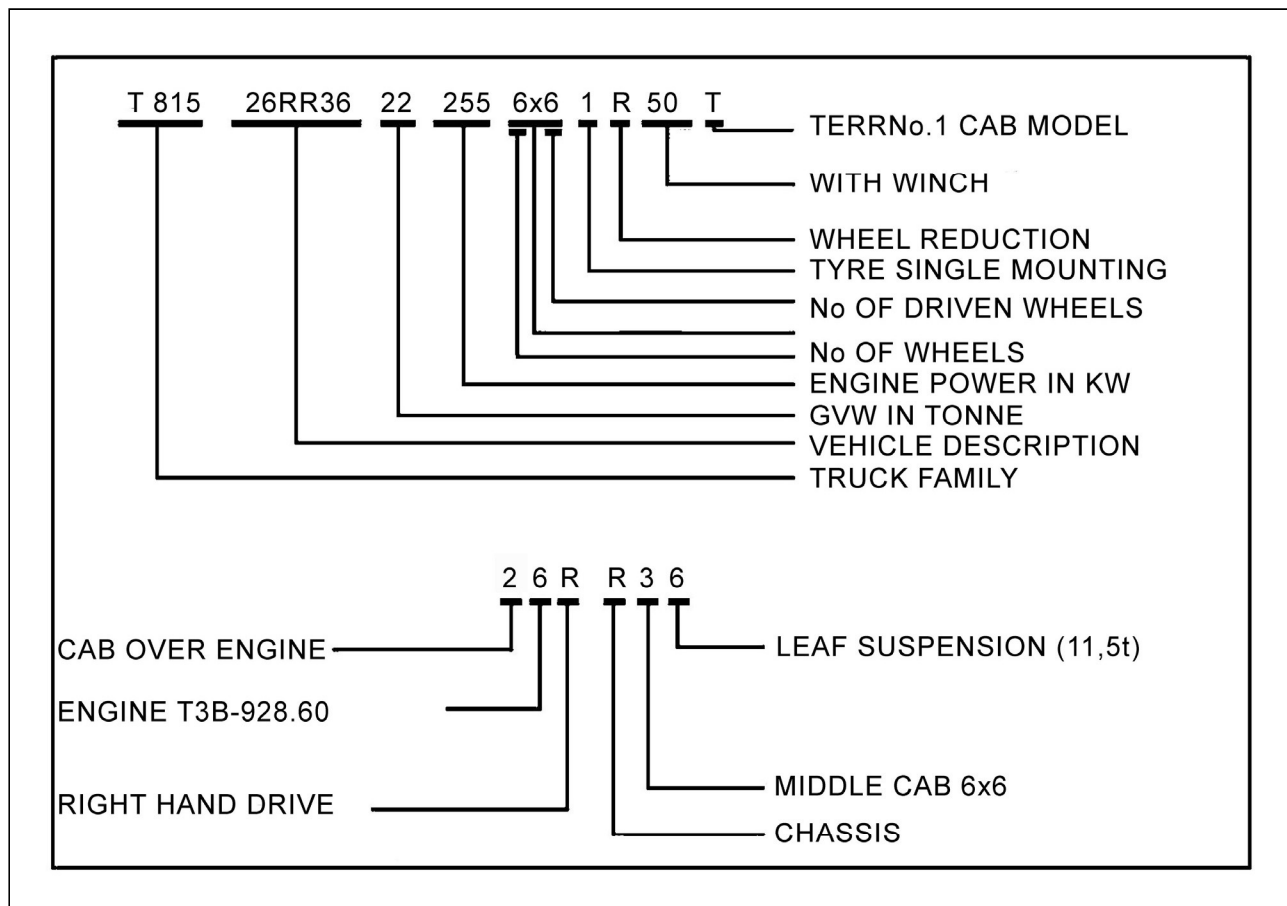 T 815 26RR36 22 255 6x6 1 R 50 T
TERRNo.1 CAB MODEL
WITH WINCH
WHEEL REDUCTION
TYRE SINGLE MOUNTING
No OF DRIVEN WHEELS
No OF WHEELS
ENGINE POWER IN KW
GVW IN TONNE
VEHICLE DESCRIPTION
TRUCK FAMILY
2 6 R R 3 6
CAB OVER ENGINE
LEAF SUSPENSION (11,5t)
ENGINE T3B-928.60
MIDDLE CAB 6x6
RIGHT HAND DRIVE
CHASSIS